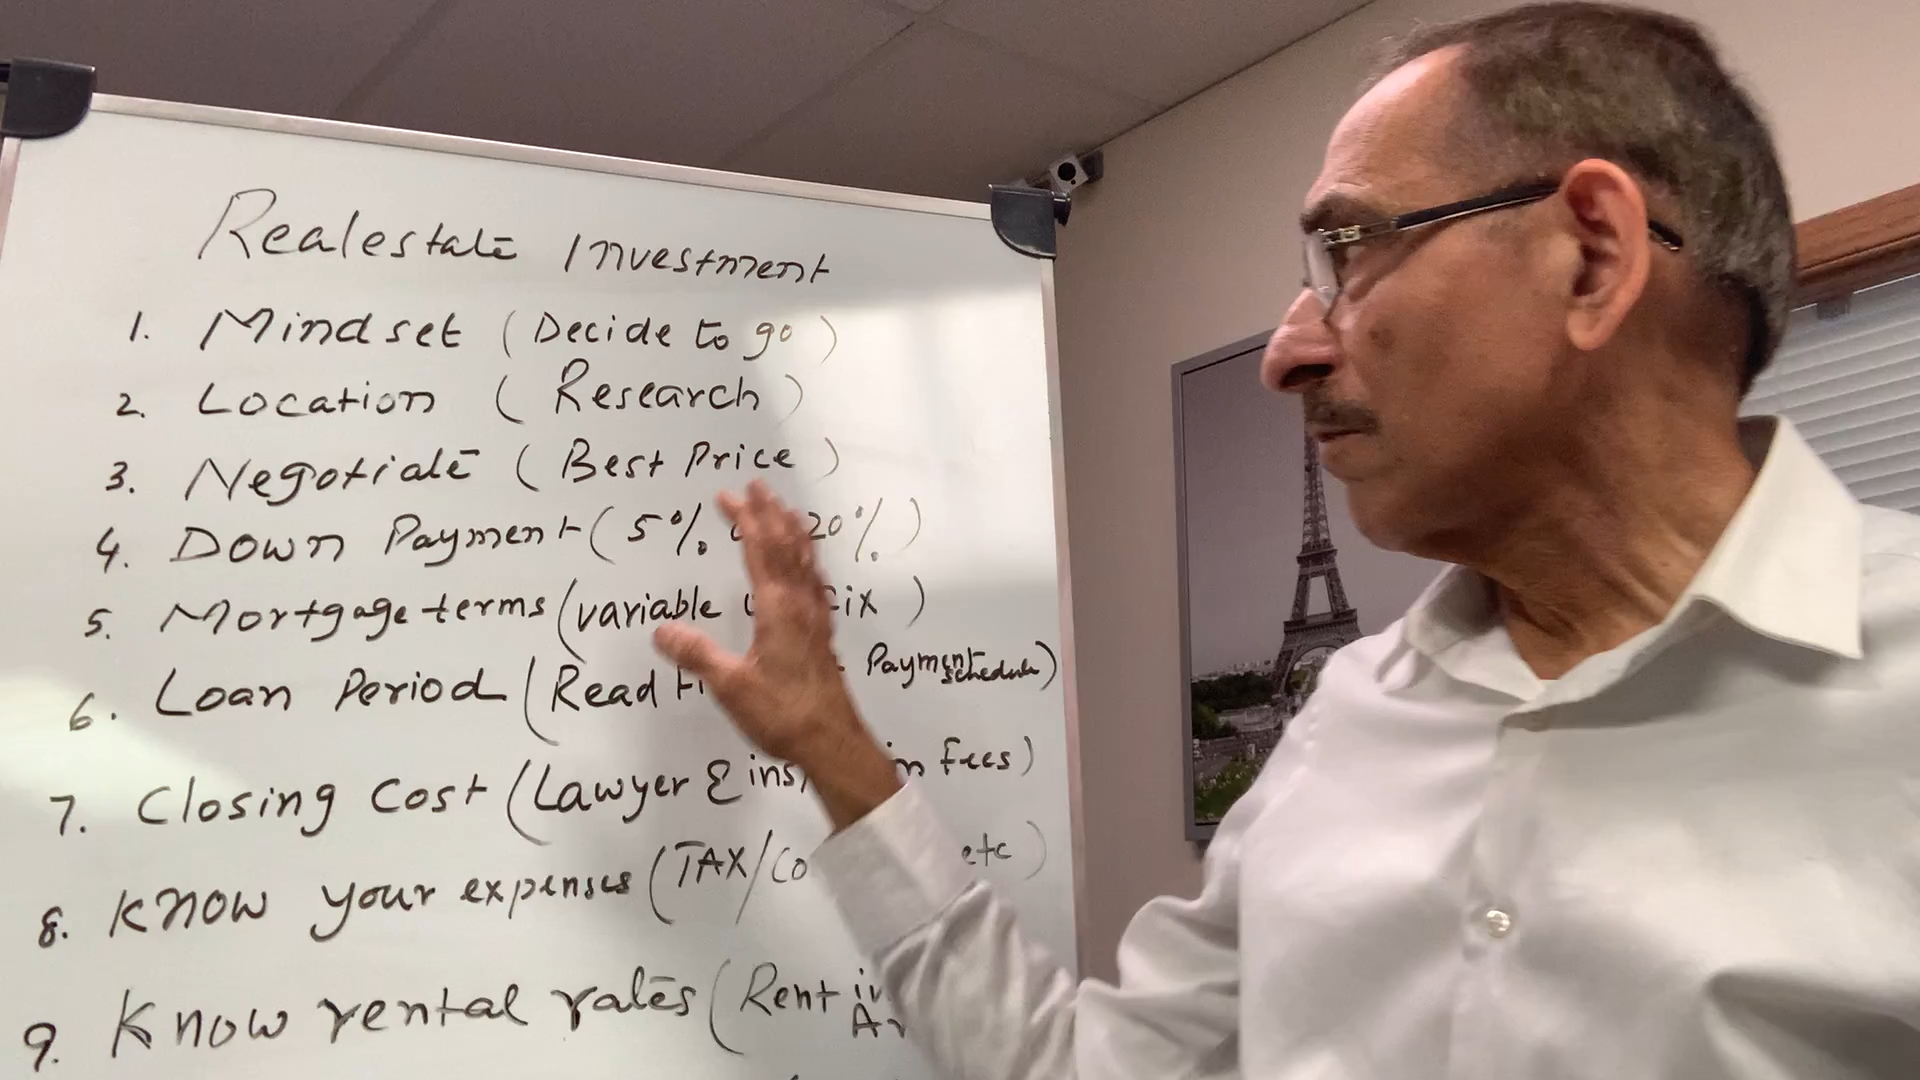 Realestate Investment
1. Mindset (Decide to go)
2. Location (Research)
3. Negotiate (Best Price)
4. Down Payment (5% 20%)
5. Mortgage terms (variable Fix)
6. Loan Period (Read Payment schedule)
7. Closing Cost (Lawyer & fees)
8. Know your expenses (TAX/ etc)
9. Know rental rates (Rent